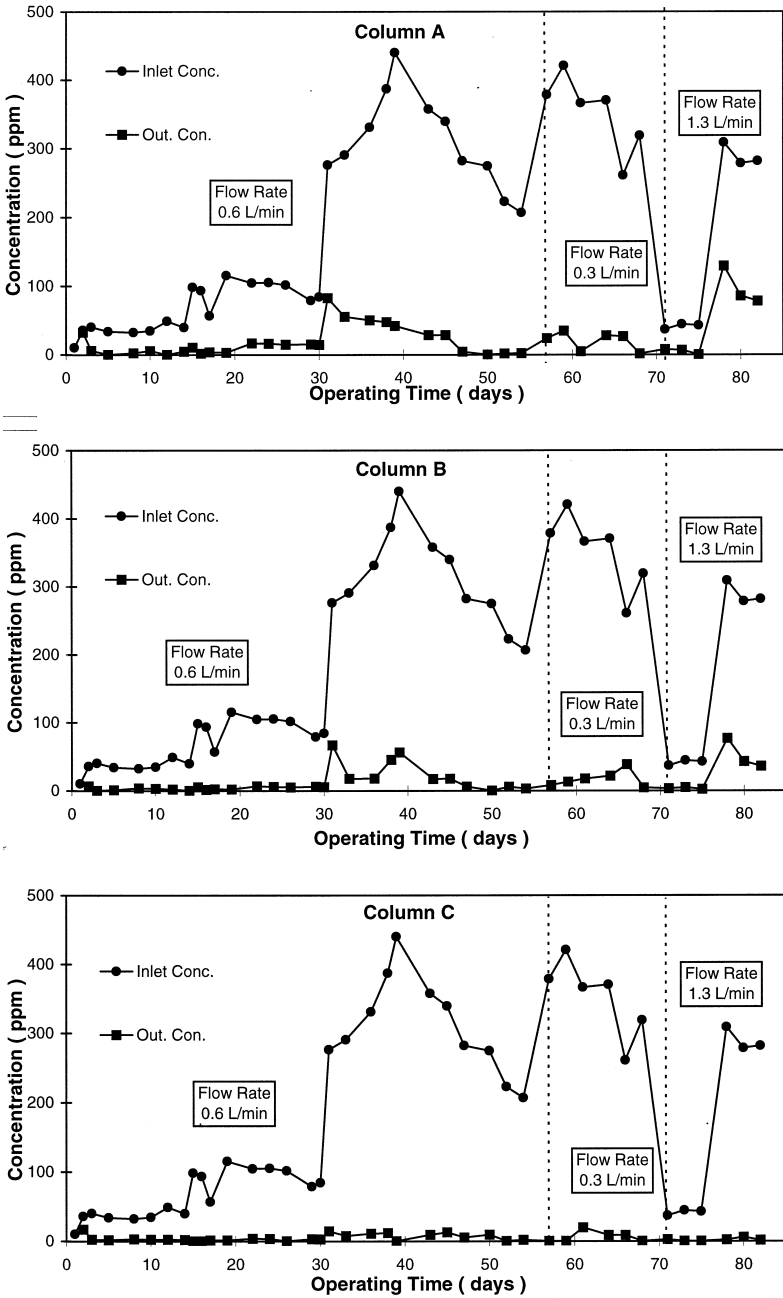 Column A
500
400
300
200
100
0
Concentration ( ppm )
Inlet Conc.
Out. Con.
Flow Rate
0.6 L/min
Flow Rate
0.3 L/min
Flow Rate
1.3 L/min
0 10 20 30 40 50 60 70 80
Operating Time ( days )
Column B
500
400
300
200
100
0
Concentration ( ppm )
Inlet Conc.
Out. Con.
Flow Rate
0.6 L/min
Flow Rate
0.3 L/min
Flow Rate
1.3 L/min
0 10 20 30 40 50 60 70 80
Operating Time ( days )
Column C
500
400
300
200
100
0
Concentration ( ppm )
Inlet Conc.
Out. Con.
Flow Rate
0.6 L/min
Flow Rate
0.3 L/min
Flow Rate
1.3 L/min
0 10 20 30 40 50 60 70 80
Operating Time ( days )